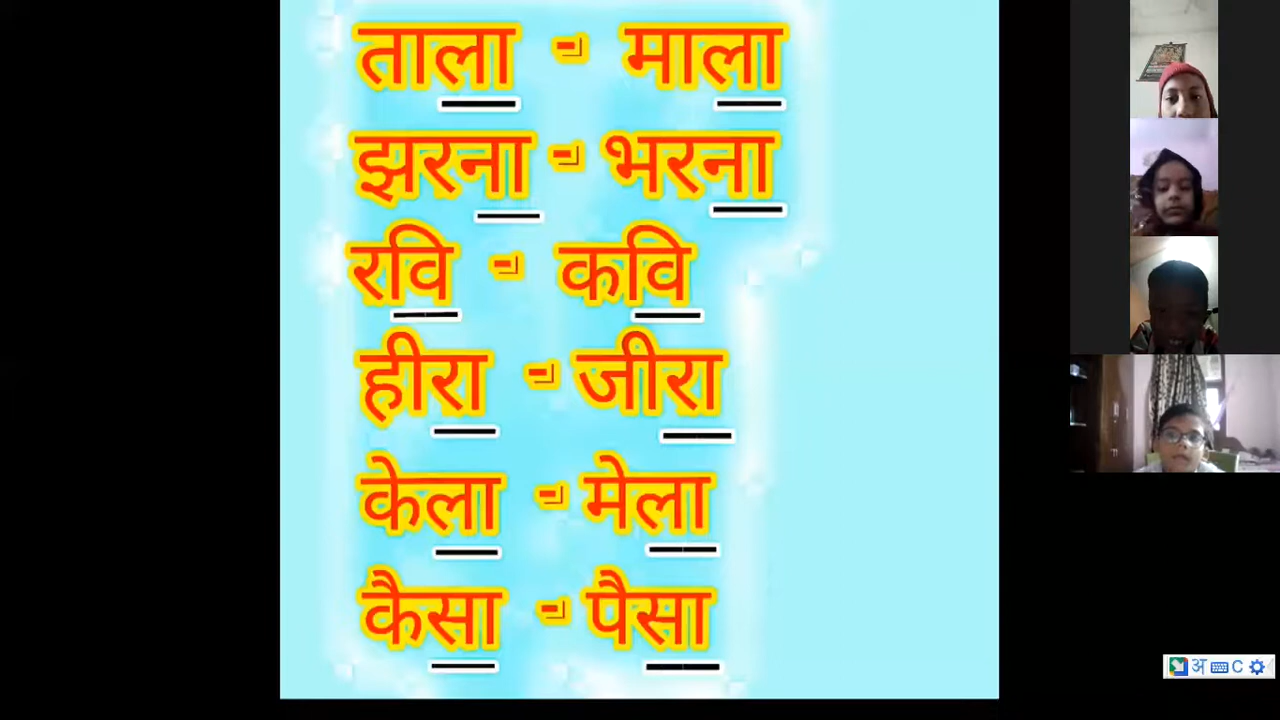 ताला - माला
झरना - भरना
रवि - कवि
हीरा - जीरा
केला - मेला
कैसा - पैसा
अ C